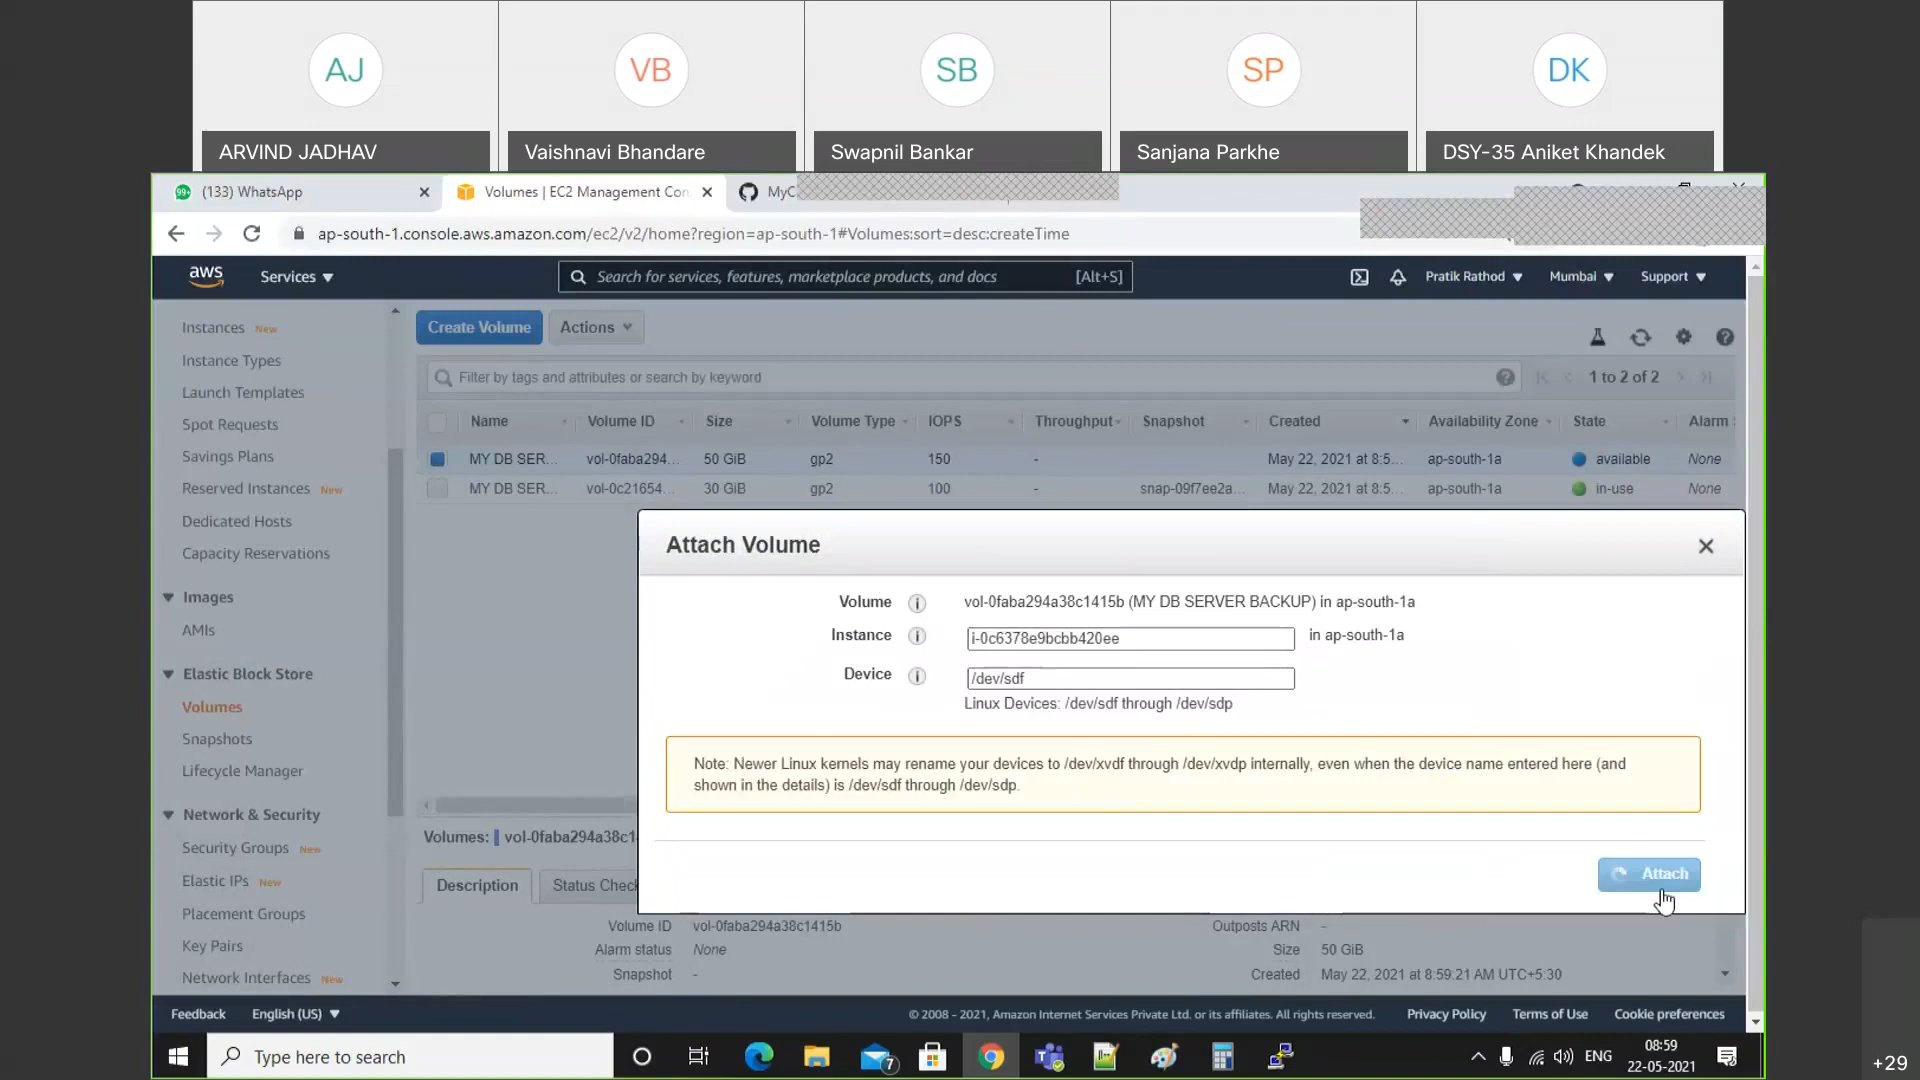 AJ
VB
SB
SP
DK
ARVIND JADHAV
Vaishnavi Bhandare
Swapnil Bankar
Sanjana Parkhe
DSY-35 Aniket Khandek
99+
(133) WhatsApp
Volumes | EC2 Management Con
MyC
ap-south-1.console.aws.amazon.com/ec2/v2/home?region=ap-south-1#Volumes:sort=desc:createTime
aws
Services
Search for services, features, marketplace products, and docs
[Alt+S]
Pratik Rathod
Mumbai
Support
Instances New
Instance Types
Launch Templates
Spot Requests
Savings Plans
Reserved Instances New
Dedicated Hosts
Capacity Reservations
Images
AMIs
Elastic Block Store
Volumes
Snapshots
Lifecycle Manager
Network & Security
Security Groups New
Elastic IPs New
Placement Groups
Key Pairs
Network Interfaces New
Create Volume
Actions
Filter by tags and attributes or search by keyword
1 to 2 of 2
Name Volume ID Size Volume Type IOPS Throughput Snapshot Created Availability Zone State Alarm
MY DB SER... vol-0faba294... 50 GiB gp2 150 - May 22, 2021 at 8:5... ap-south-1a available None
MY DB SER... vol-0c21654... 30 GiB gp2 100 - snap-09f7ee2a... May 22, 2021 at 8:5... ap-south-1a in-use None
Attach Volume
Volume vol-0faba294a38c1415b (MY DB SERVER BACKUP) in ap-south-1a
Instance i-0c6378e9bcbb420ee in ap-south-1a
Device /dev/sdf
Linux Devices: /dev/sdf through /dev/sdp
Note: Newer Linux kernels may rename your devices to /dev/xvdf through /dev/xvdp internally, even when the device name entered here (and
shown in the details) is /dev/sdf through /dev/sdp.
Attach
Volumes: vol-0faba294a38c1
Description
Status Check
Volume ID vol-0faba294a38c1415b
Outposts ARN -
Alarm status None
Size 50 GiB
Snapshot -
Created May 22, 2021 at 8:59:21 AM UTC+5:30
Feedback
English (US)
© 2008 - 2021, Amazon Internet Services Private Ltd. or its affiliates. All rights reserved.
Privacy Policy
Terms of Use
Cookie preferences
Type here to search
7
ENG
08:59
22-05-2021
+29